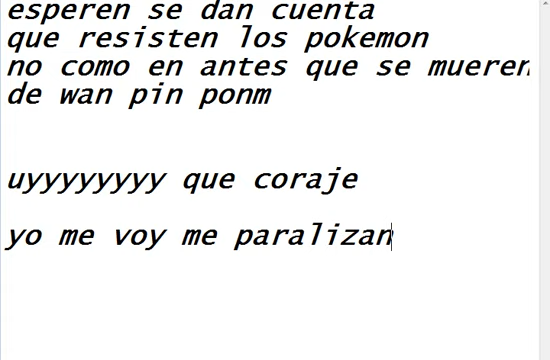 esperen se dan cuenta
que resisten los pokemon
no como en antes que se mueren
de wan pin ponm
uyyyyyyyy que coraje
yo me voy me paralizan